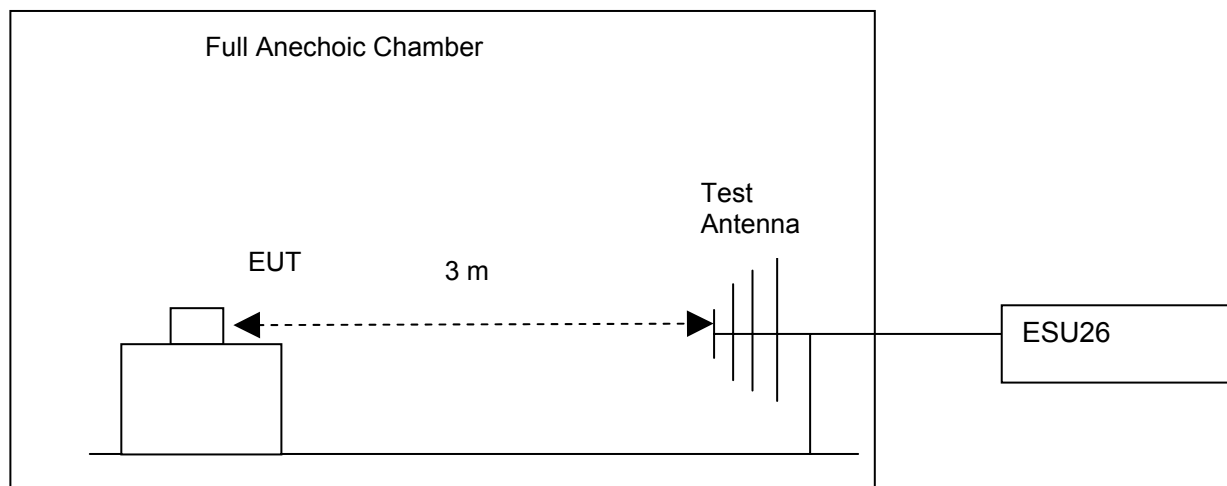 Full Anechoic Chamber
Test
Antenna
EUT
3 m
ESU26